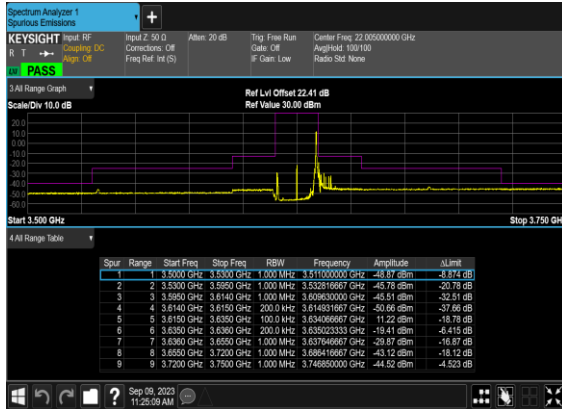 Spectrum Analyzer 1
Spurious Emissions
+
KEYSIGHT Input: RF Input Z: 50 Ω Atten: 20 dB Trig: Free Run Center Freq: 22.005000000 GHz
R T Coupling: DC Corrections: Off Gate: Off Avg|Hold: 100/100
Align: Off Freq Ref: Int (S) IF Gain: Low Radio Std: None
PASS
3 All Range Graph Ref Lvl Offset 22.41 dB
Scale/Div 10.0 dB Ref Value 30.00 dBm
20.0
10.0
0.00
-10.0
-20.0
-30.0
-40.0
-50.0
-60.0
Start 3.500 GHz Stop 3.750 GH
4 All Range Table
Spur Range Start Freq Stop Freq RBW Frequency Amplitude ΔLimit
1 1 3.5000 GHz 3.5300 GHz 1.000 MHz 3.511000000 GHz -48.87 dBm -8.874 dB
2 2 3.5300 GHz 3.5950 GHz 1.000 MHz 3.532816667 GHz -45.78 dBm -20.78 dB
3 3 3.5950 GHz 3.6140 GHz 1.000 MHz 3.609630000 GHz -45.51 dBm -32.51 dB
4 4 3.6140 GHz 3.6150 GHz 200.0 kHz 3.614931667 GHz -50.66 dBm -37.66 dB
5 5 3.6150 GHz 3.6350 GHz 100.0 kHz 3.634066667 GHz 11.22 dBm -18.78 dB
6 6 3.6350 GHz 3.6360 GHz 200.0 kHz 3.635023333 GHz -19.41 dBm -6.415 dB
7 7 3.6360 GHz 3.6550 GHz 1.000 MHz 3.637646667 GHz -29.87 dBm -16.87 dB
8 8 3.6550 GHz 3.7200 GHz 1.000 MHz 3.686416667 GHz -43.12 dBm -18.12 dB
9 9 3.7200 GHz 3.7500 GHz 1.000 MHz 3.746850000 GHz -44.52 dBm -4.523 dB
? Sep 09, 2023
11:25:09 AM